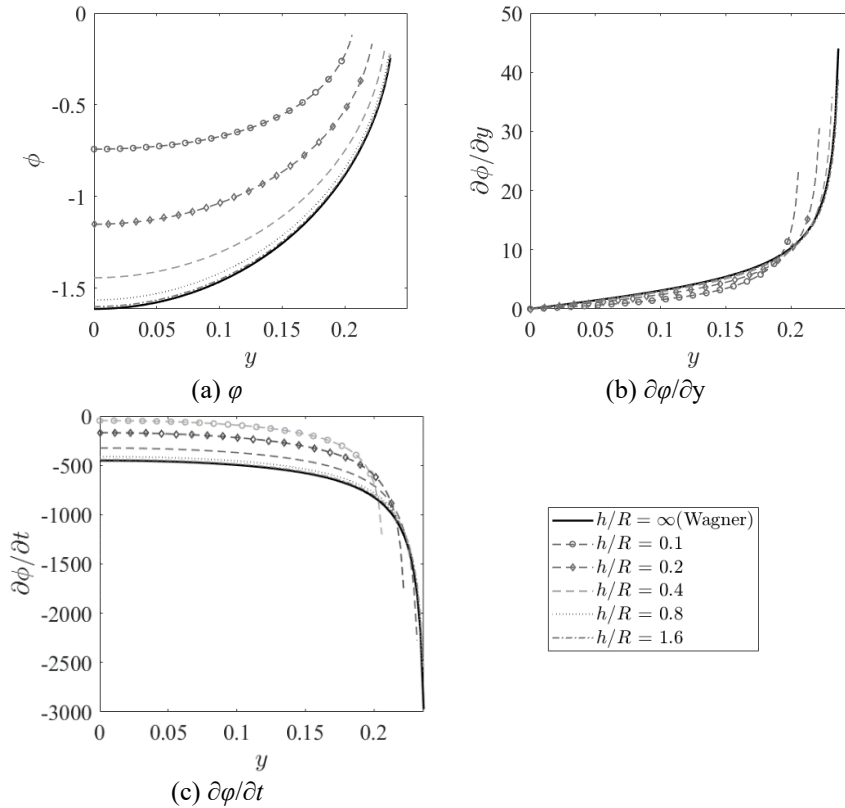 0
-0.5
-1
-1.5
ϕ
0 0.05 0.1 0.15 0.2
y
(a) φ
50
40
30
20
10
0
∂ϕ/∂y
0 0.05 0.1 0.15 0.2
y
(b) ∂φ/∂y
0
-500
-1000
-1500
-2000
-2500
-3000
∂ϕ/∂t
0 0.05 0.1 0.15 0.2
y
(c) ∂φ/∂t
h/R = ∞(Wagner)
h/R = 0.1
h/R = 0.2
h/R = 0.4
h/R = 0.8
h/R = 1.6